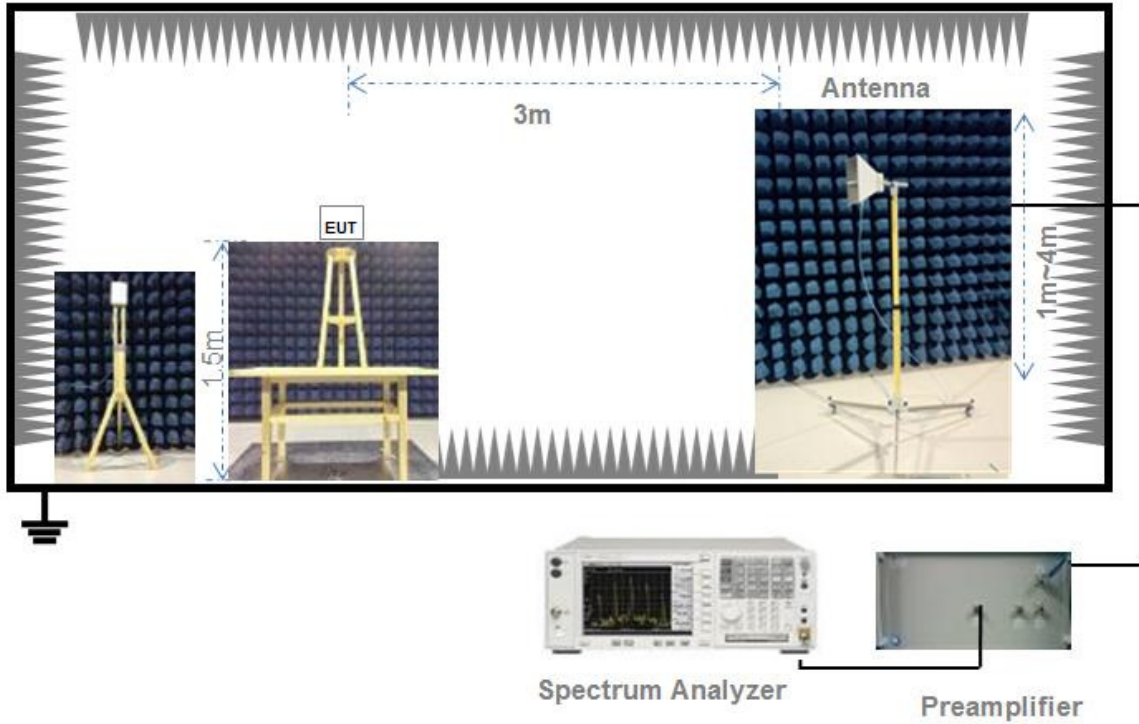 Antenna
3m
EUT
1.5m
1m~4m
Spectrum Analyzer
Preamplifier